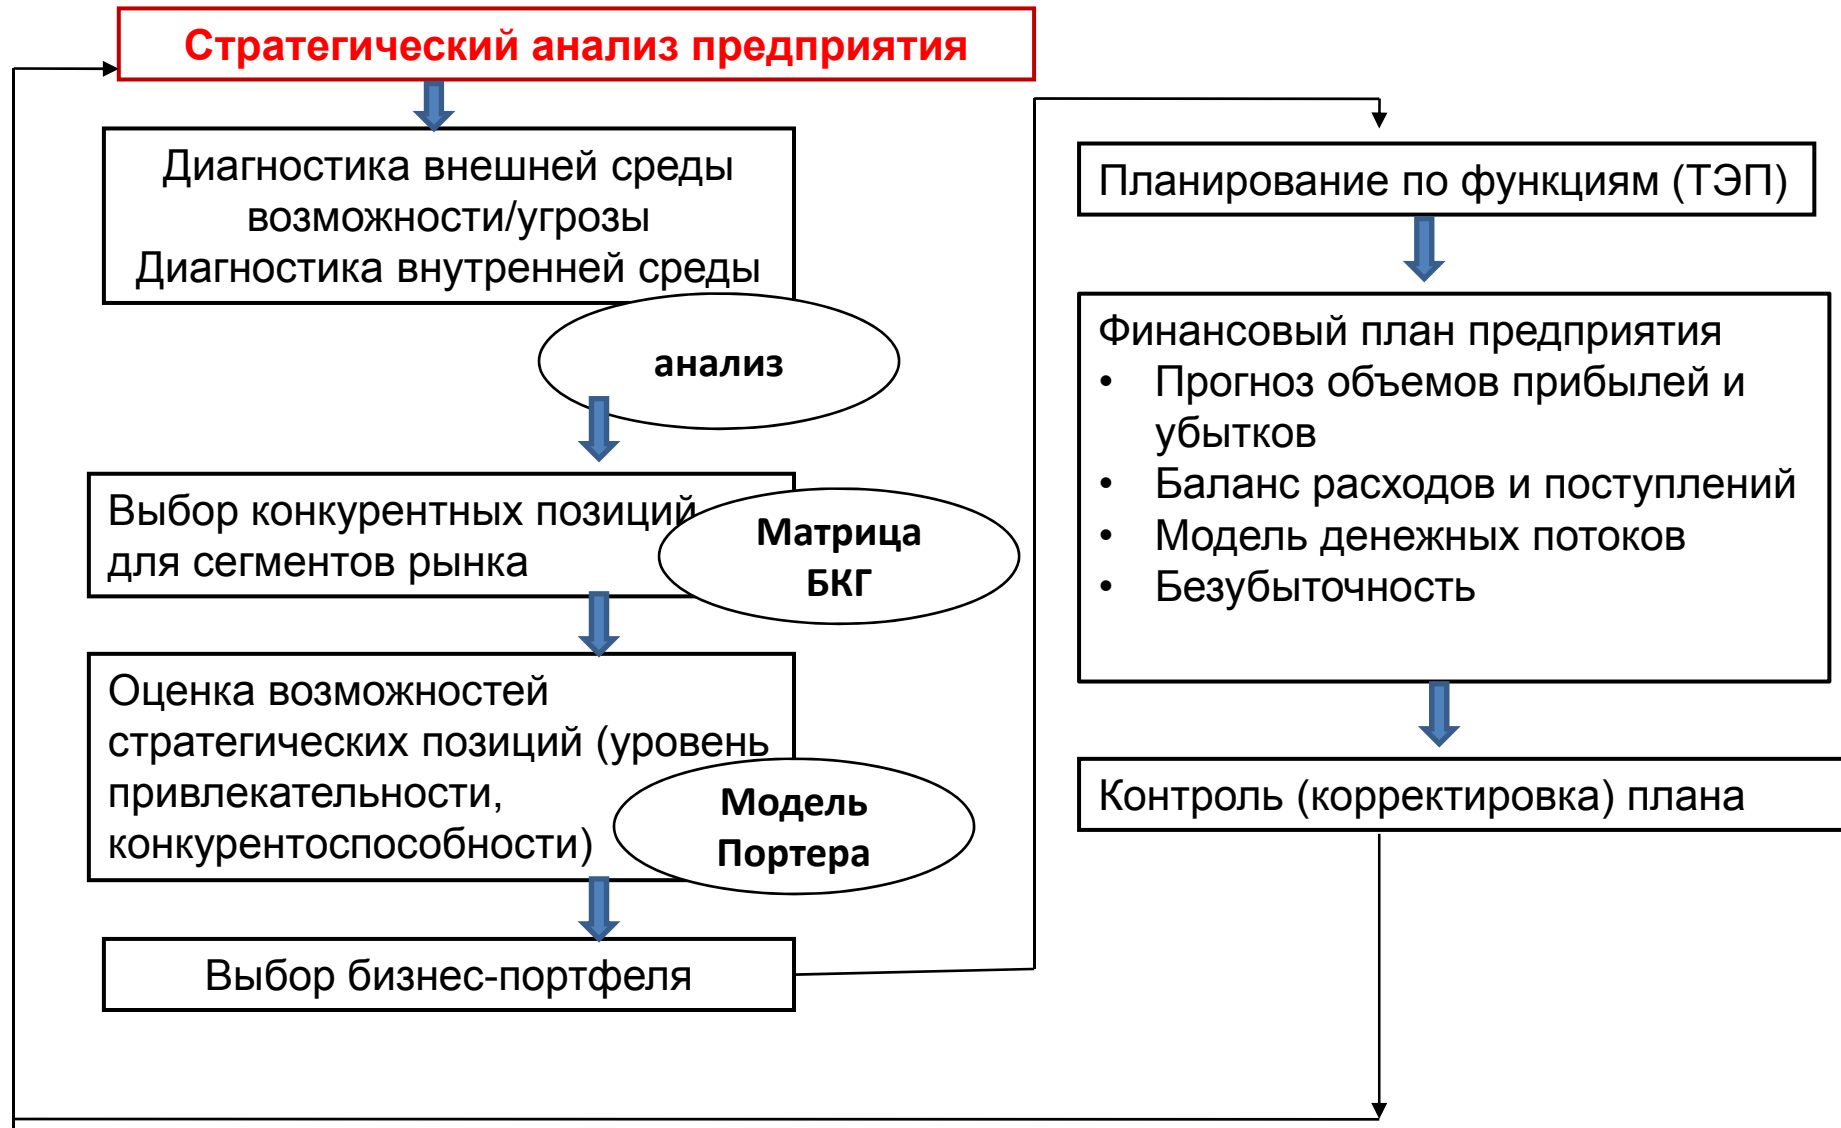 Стратегический анализ предприятия
Диагностика внешней среды
возможности/угрозы
Диагностика внутренней среды
анализ
Выбор конкурентных позиций
для сегментов рынка
Матрица
БКГ
Оценка возможностей
стратегических позиций (уровень
привлекательности,
конкурентоспособности)
Модель
Портера
Выбор бизнес-портфеля
Планирование по функциям (ТЭП)
Финансовый план предприятия
• Прогноз объемов прибылей и
убытков
• Баланс расходов и поступлений
• Модель денежных потоков
• Безубыточность
Контроль (корректировка) плана